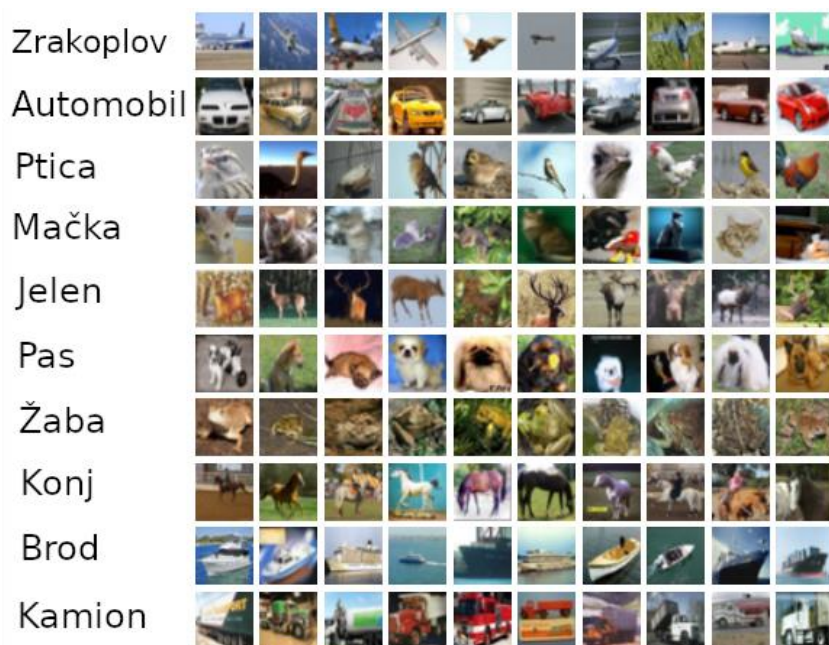 Zrakoplov
Automobil
Ptica
Mačka
Jelen
Pas
Žaba
Konj
Brod
Kamion